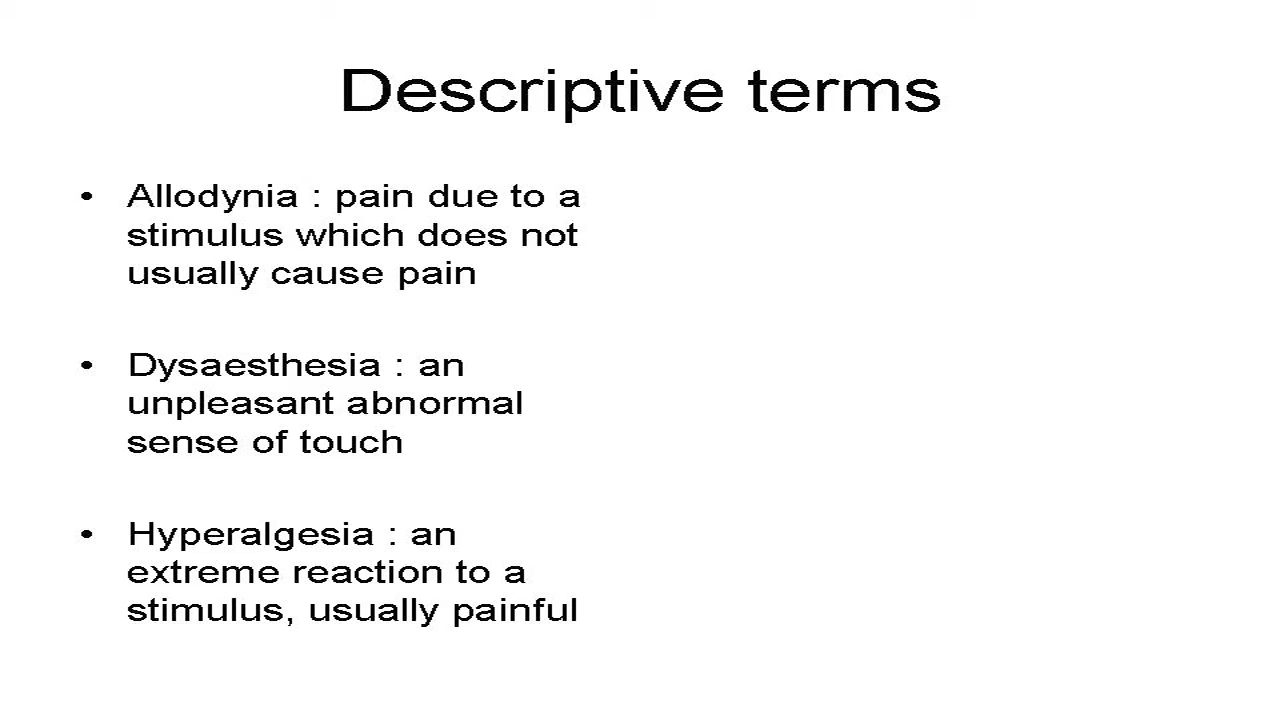 Descriptive terms
• Allodynia : pain due to a
stimulus which does not
usually cause pain
• Dysaesthesia : an
unpleasant abnormal
sense of touch
• Hyperalgesia : an
extreme reaction to a
stimulus, usually painful